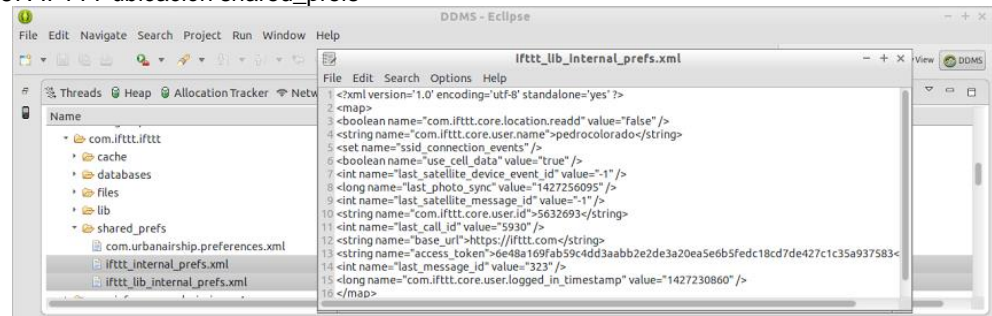 DDMS - Eclipse
File Edit Navigate Search Project Run Window Help
View DDMS
Threads Heap Allocation Tracker Netw
Name
com.ifttt.ifttt
cache
databases
files
lib
shared_prefs
com.urbanairship.preferences.xml
ifttt_internal_prefs.xml
ifttt_lib_internal_prefs.xml
ifttt_lib_internal_prefs.xml
File Edit Search Options Help
1 <?xml version='1.0' encoding='utf-8' standalone='yes' ?>
2 <map>
3 <boolean name="com.ifttt.core.location.readd" value="false" />
4 <string name="com.ifttt.core.user.name">pedrocolorado</string>
5 <set name="ssid_connection_events" />
6 <boolean name="use_cell_data" value="true" />
7 <int name="last_satellite_device_event_id" value="-1" />
8 <long name="last_photo_sync" value="1427256095" />
9 <int name="last_satellite_message_id" value="-1" />
10 <string name="com.ifttt.core.user.id">5632693</string>
11 <int name="last_call_id" value="5930" />
12 <string name="base_url">https://ifttt.com</string>
13 <string name="access_token">6e48a169fab59c4dd3aabb2e2de3a20ea5e6b5fedc18cd7de427c1c35a937583<
14 <int name="last_message_id" value="323" />
15 <long name="com.ifttt.core.user.logged_in_timestamp" value="1427230860" />
16 </map>